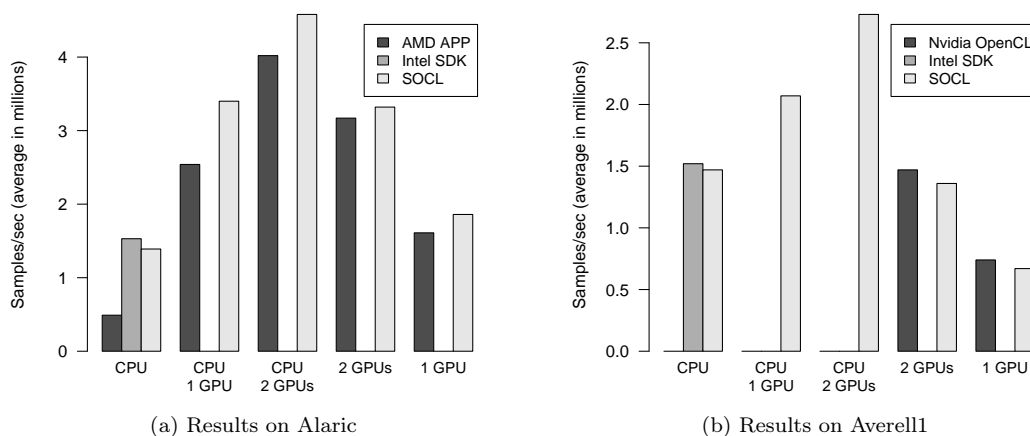 Samples/sec (average in millions)
4
3
2
1
0
AMD APP
Intel SDK
SOCL
CPU
CPU
1 GPU
CPU
2 GPUs
2 GPUs
1 GPU
(a) Results on Alaric
Samples/sec (average in millions)
2.5
2.0
1.5
1.0
0.5
0.0
Nvidia OpenCL
Intel SDK
SOCL
CPU
CPU
1 GPU
CPU
2 GPUs
2 GPUs
1 GPU
(b) Results on Averell1